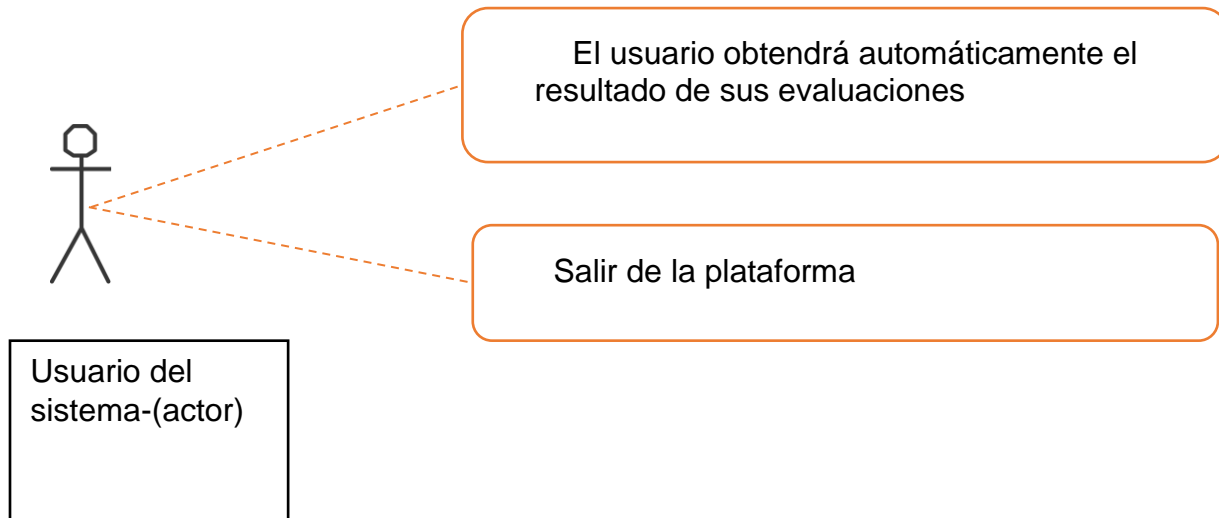 El usuario obtendrá automáticamente el
resultado de sus evaluaciones
Salir de la plataforma
Usuario del
sistema-(actor)